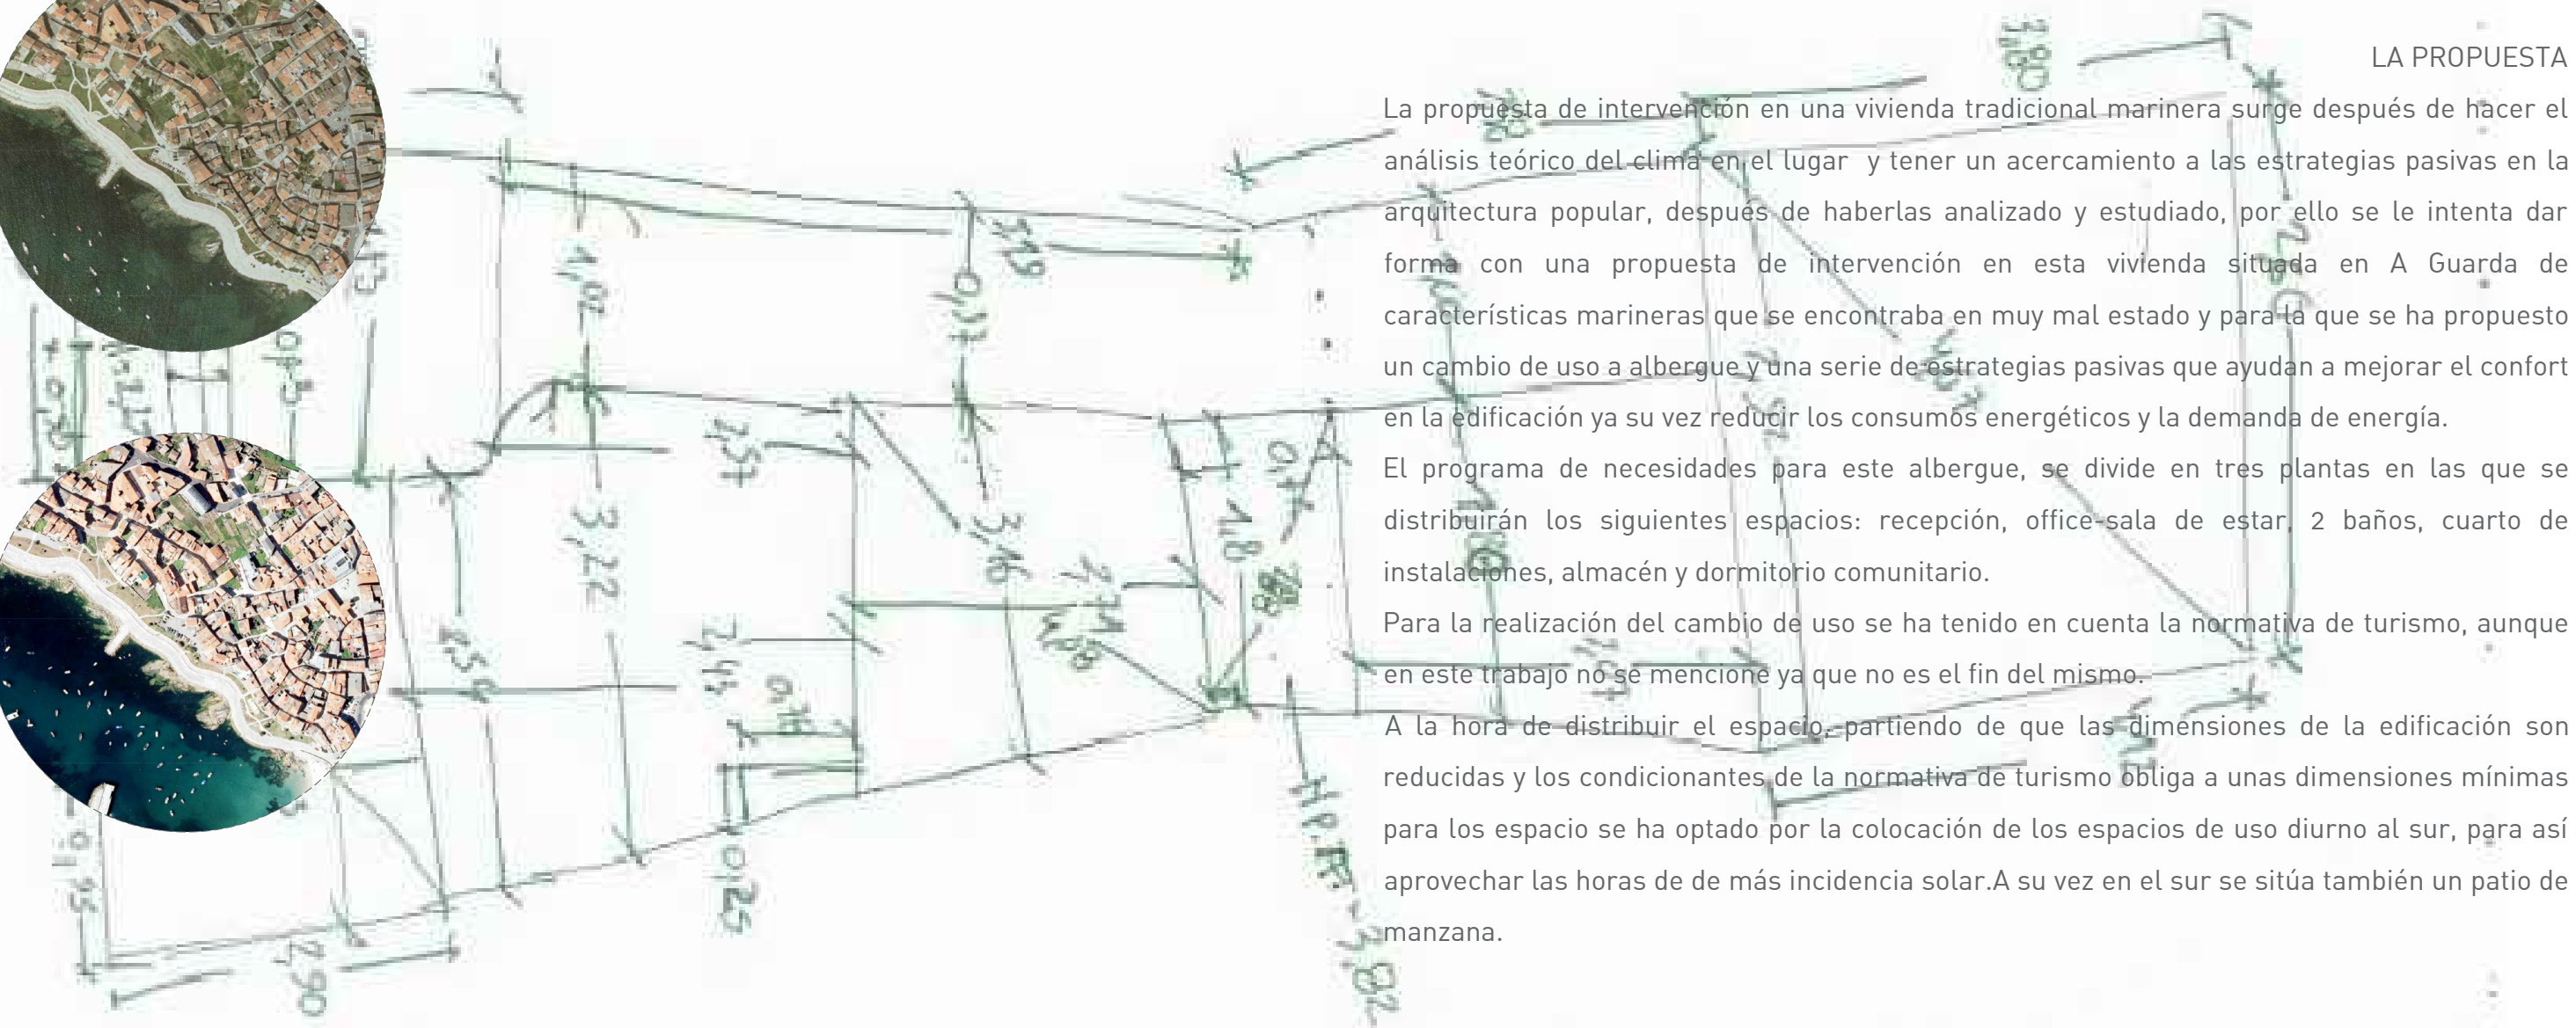 LA PROPUESTA
La propuesta de intervención en una vivienda tradicional marinera surge después de hacer el
análisis teórico del clima en el lugar  y tener un acercamiento a las estrategias pasivas en la
arquitectura popular, después de haberlas analizado y estudiado, por ello se le intenta dar
forma con una propuesta de intervención en esta vivienda situada en A Guarda de
características marineras que se encontraba en muy mal estado y para la que se ha propuesto
un cambio de uso a albergue y una serie de estrategias pasivas que ayudan a mejorar el confort
en la edificación ya su vez reducir los consumos energéticos y la demanda de energía.
El programa de necesidades para este albergue, se divide en tres plantas en las que se
distribuirán los siguientes espacios: recepción, office-sala de estar, 2 baños, cuarto de
instalaciones, almacén y dormitorio comunitario.
Para la realización del cambio de uso se ha tenido en cuenta la normativa de turismo, aunque
en este trabajo no se mencione ya que no es el fin del mismo.
A la hora de distribuir el espacio, partiendo de que las dimensiones de la edificación son
reducidas y los condicionantes de la normativa de turismo obliga a unas dimensiones mínimas
para los espacio se ha optado por la colocación de los espacios de uso diurno al sur, para así
aprovechar las horas de de más incidencia solar.A su vez en el sur se sitúa también un patio de
manzana.
3,80
1,02
5,19
3,22
1,57
3,16
1,8
2,43
0,25
2,90